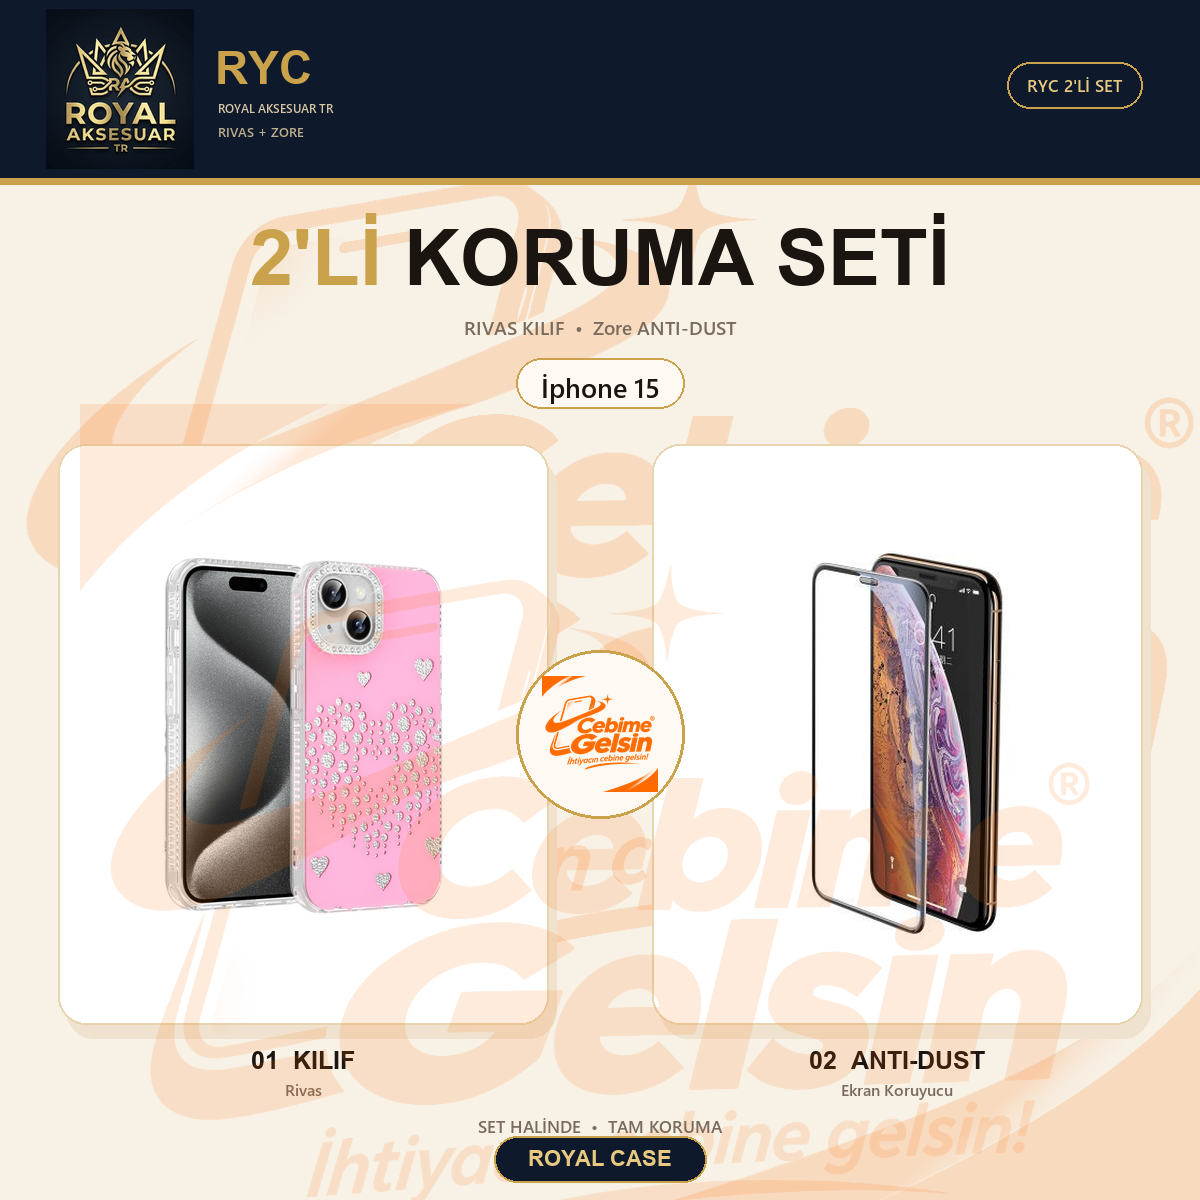 ROYAL
AKSESUAR
TR
RYC
ROYAL AKSESUAR TR
RIVAS + ZORE
RYC 2'Lİ SET
2'Lİ KORUMA SETİ
RIVAS KILIF • Zore ANTI-DUST
İphone 15
Cebime®
Gelsin
İhtiyacın cebine gelsin!
01 KILIF
Rivas
02 ANTI-DUST
Ekran Koruyucu
SET HALİNDE • TAM KORUMA
ROYAL CASE
Cebime®
Gelsin